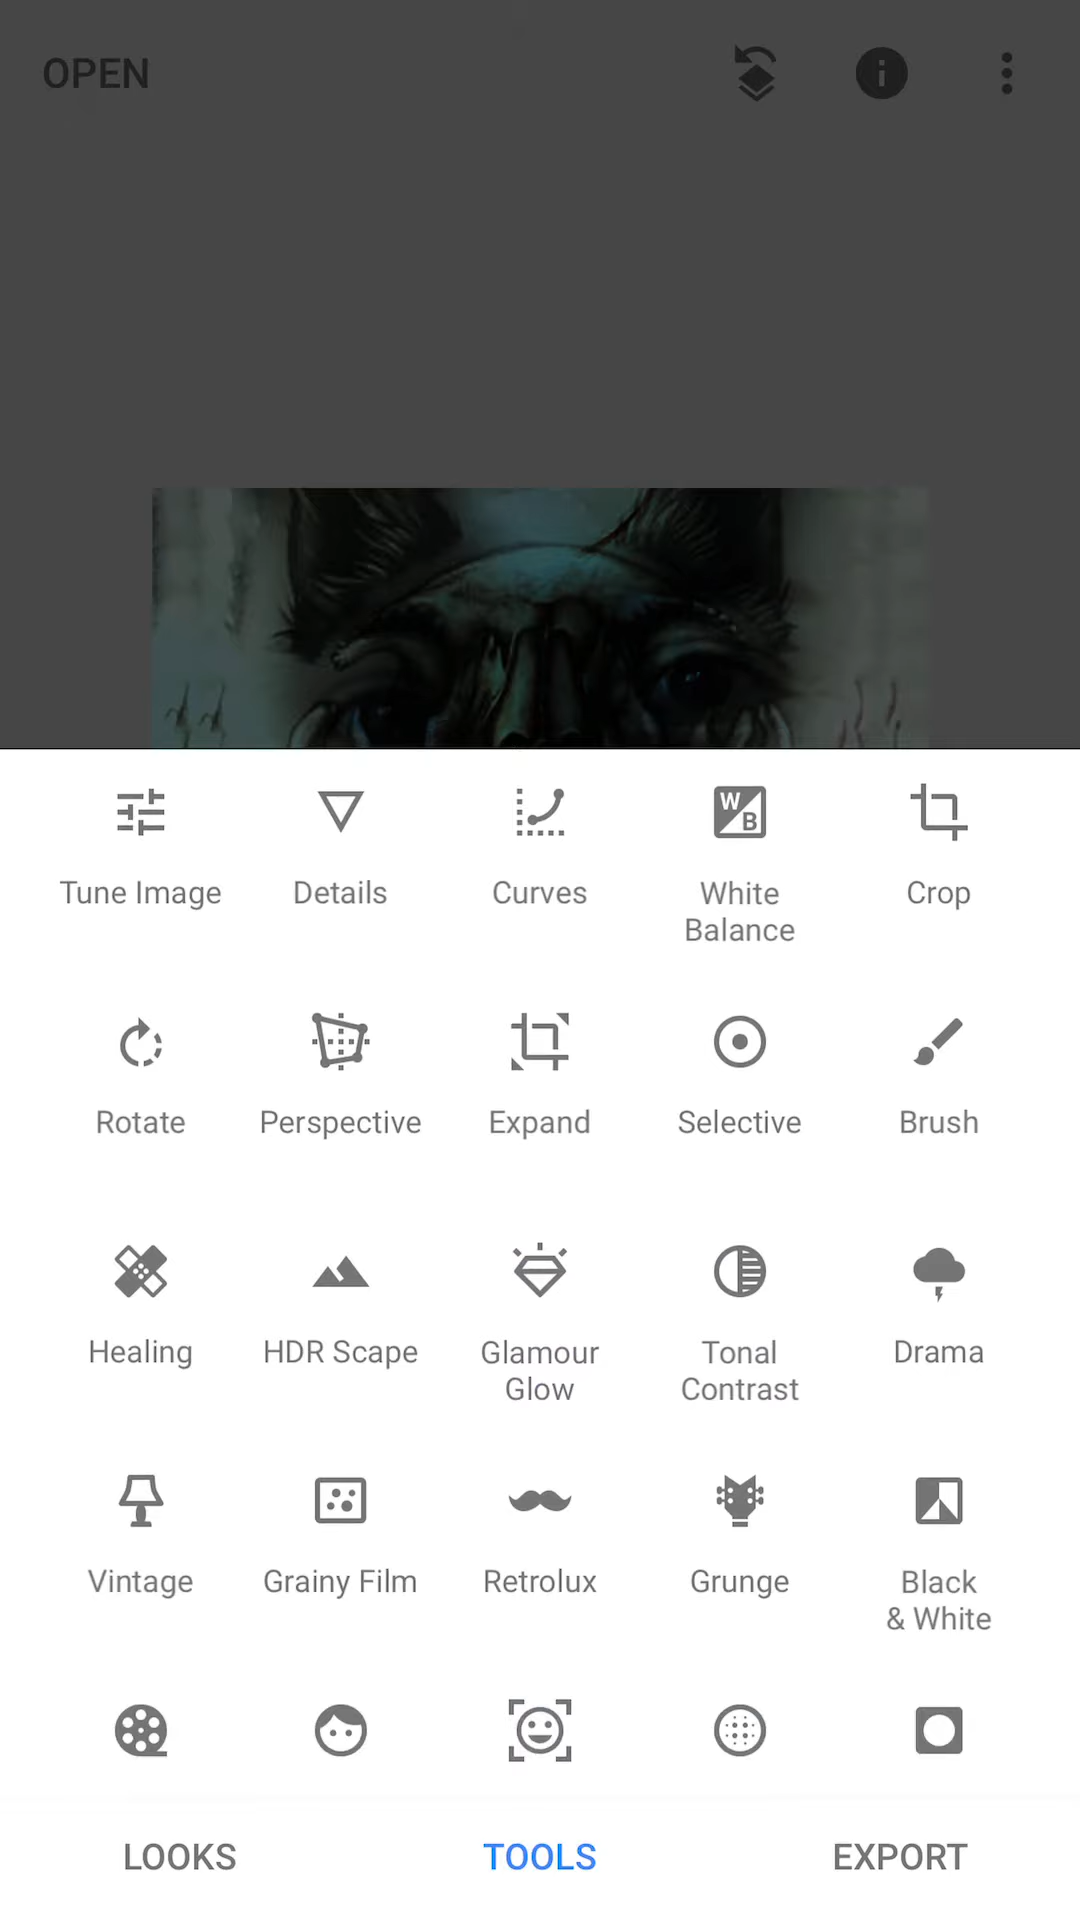 OPEN
Tune Image
Details
Curves
White
Balance
Crop
Rotate
Perspective
Expand
Selective
Brush
Healing
HDR Scape
Glamour
Glow
Tonal
Contrast
Drama
Vintage
Grainy Film
Retrolux
Grunge
Black
& White
LOOKS
TOOLS
EXPORT